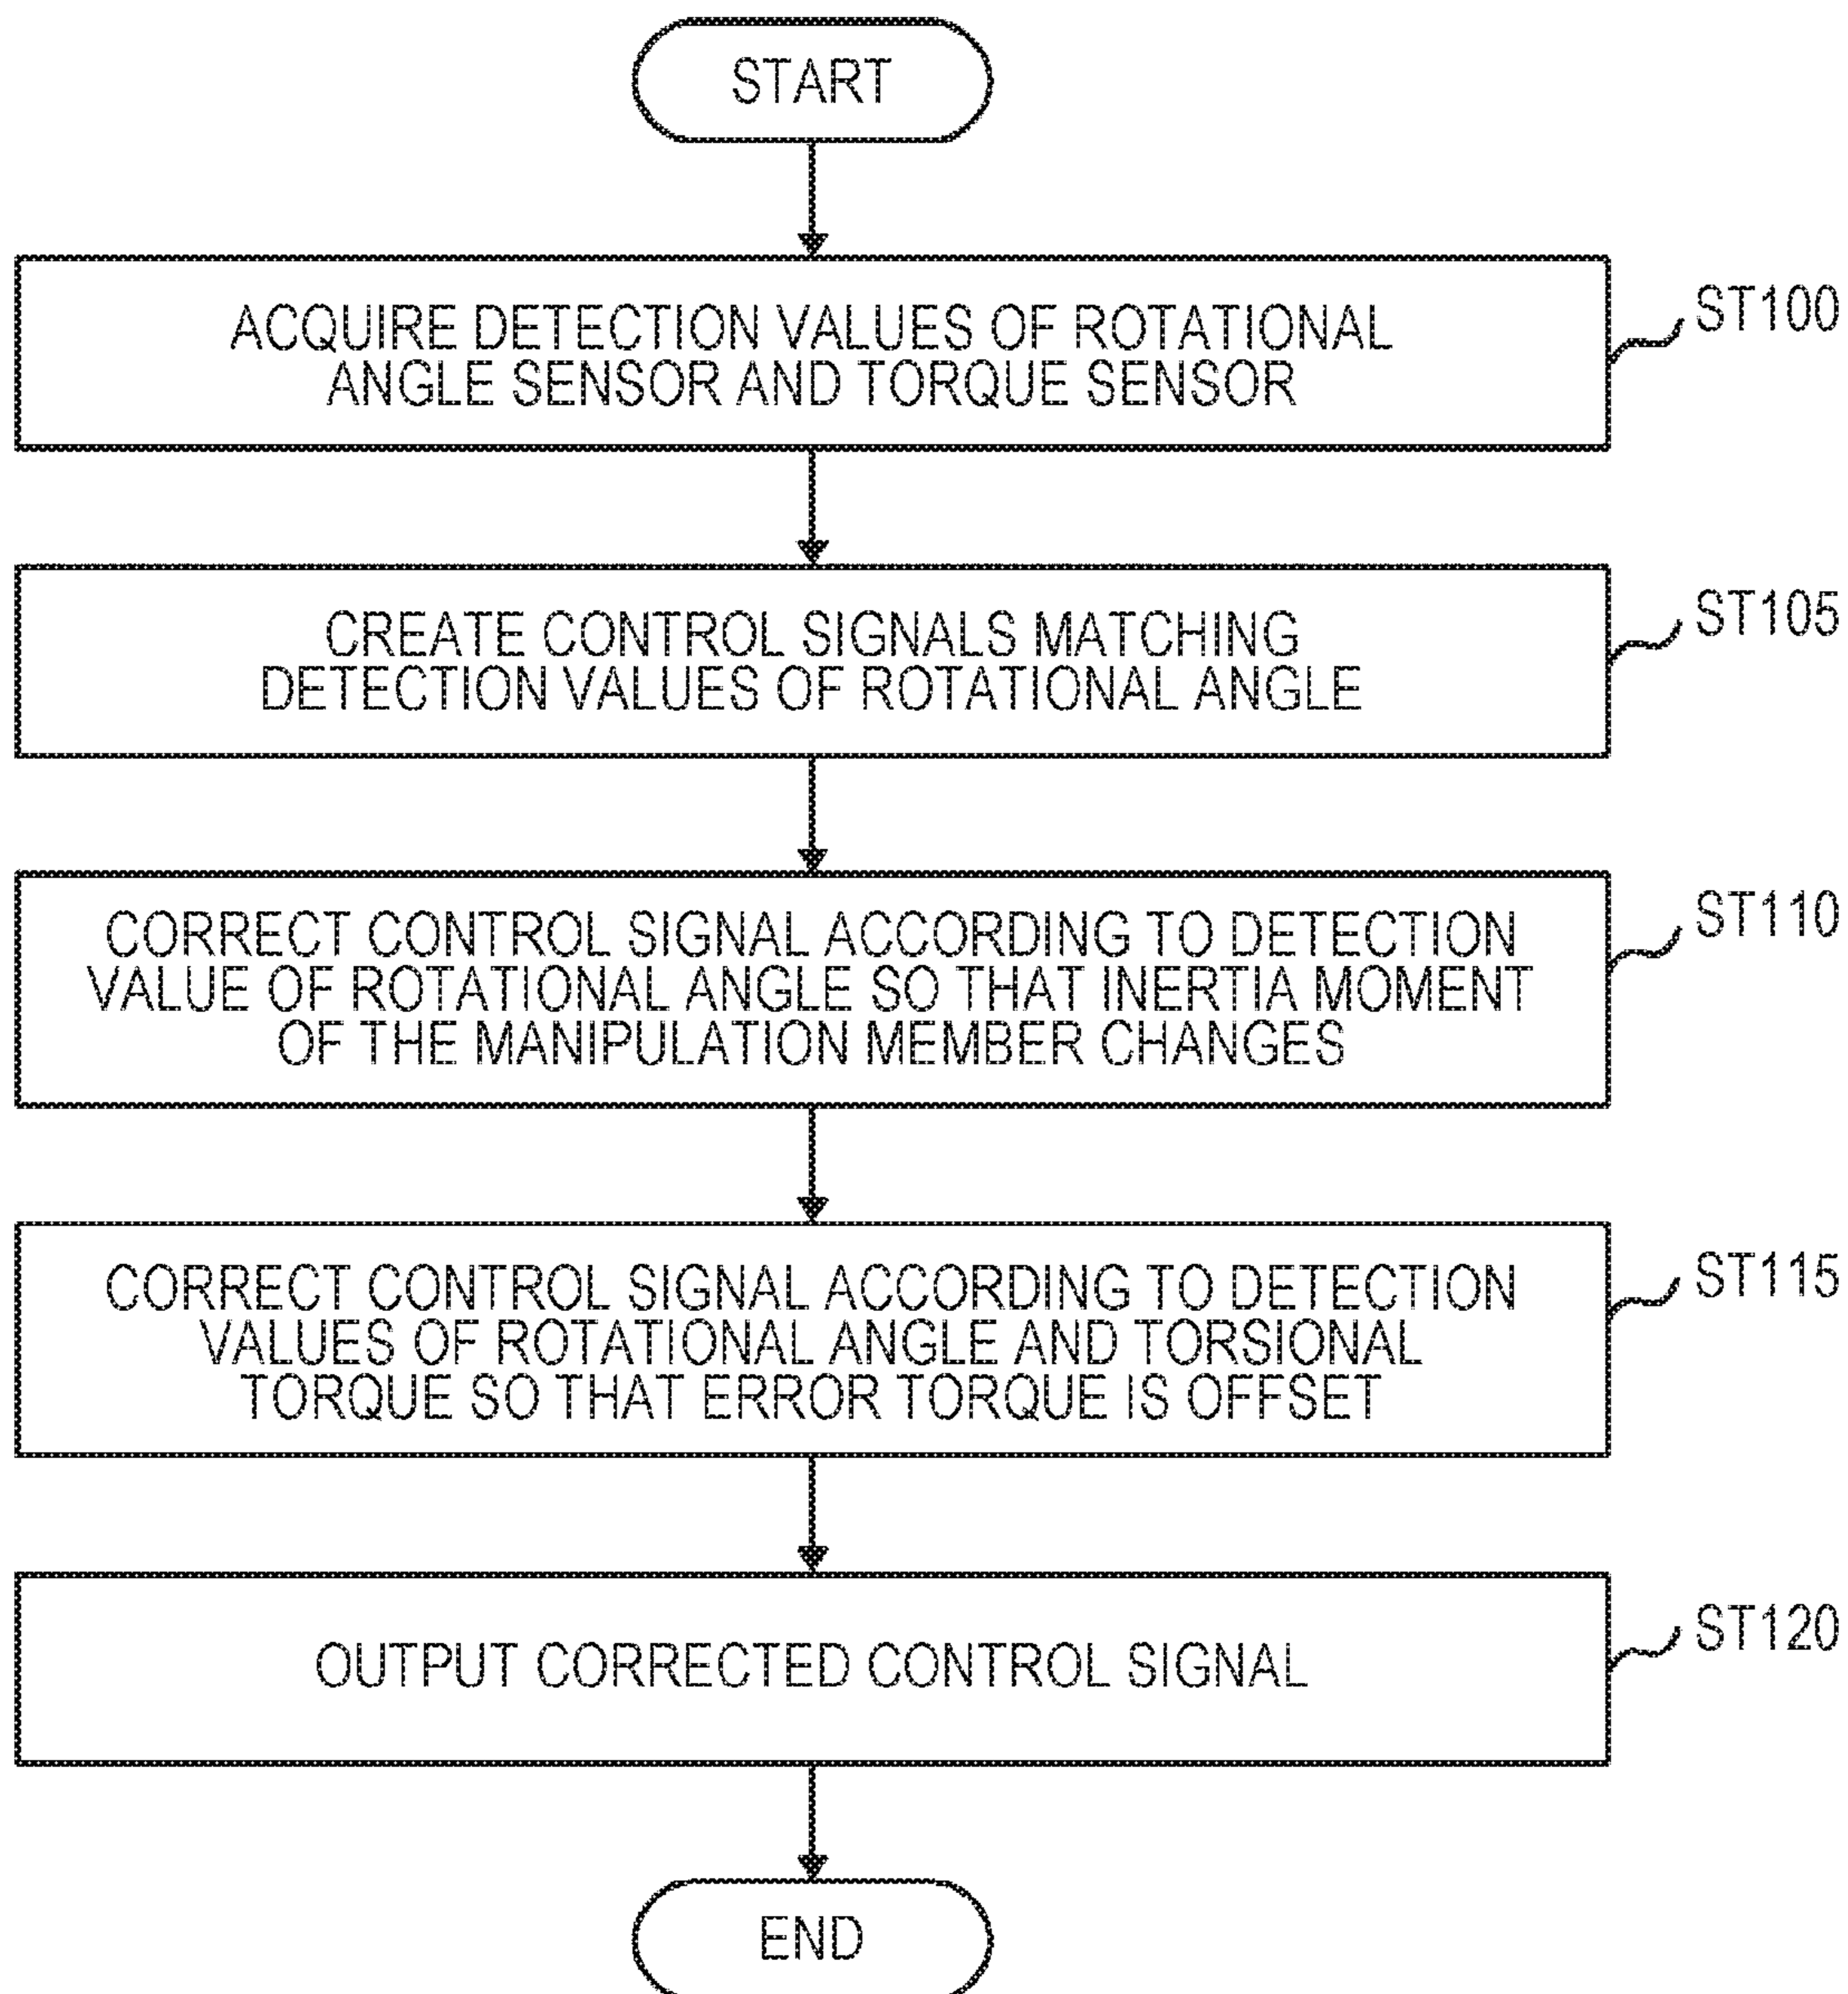 START
ACQUIRE DETECTION VALUES OF ROTATIONAL
ANGLE SENSOR AND TORQUE SENSOR
ST100
CREATE CONTROL SIGNALS MATCHING
DETECTION VALUES OF ROTATIONAL ANGLE
ST105
CORRECT CONTROL SIGNAL ACCORDING TO DETECTION
VALUE OF ROTATIONAL ANGLE SO THAT INERTIA MOMENT
OF THE MANIPULATION MEMBER CHANGES
ST110
CORRECT CONTROL SIGNAL ACCORDING TO DETECTION
VALUES OF ROTATIONAL ANGLE AND TORSIONAL
TORQUE SO THAT ERROR TORQUE IS OFFSET
ST115
OUTPUT CORRECTED CONTROL SIGNAL
ST120
END